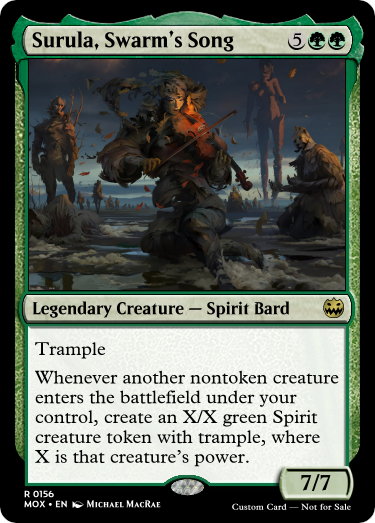 Surula, Swarm's Song 5
Legendary Creature — Spirit Bard
Trample
Whenever another nontoken creature
enters the battlefield under your
control, create an X/X green Spirit
creature token with trample, where
X is that creature's power.
7/7
R 0156
MOX • EN Michael MacRae
Custom Card — Not for Sale